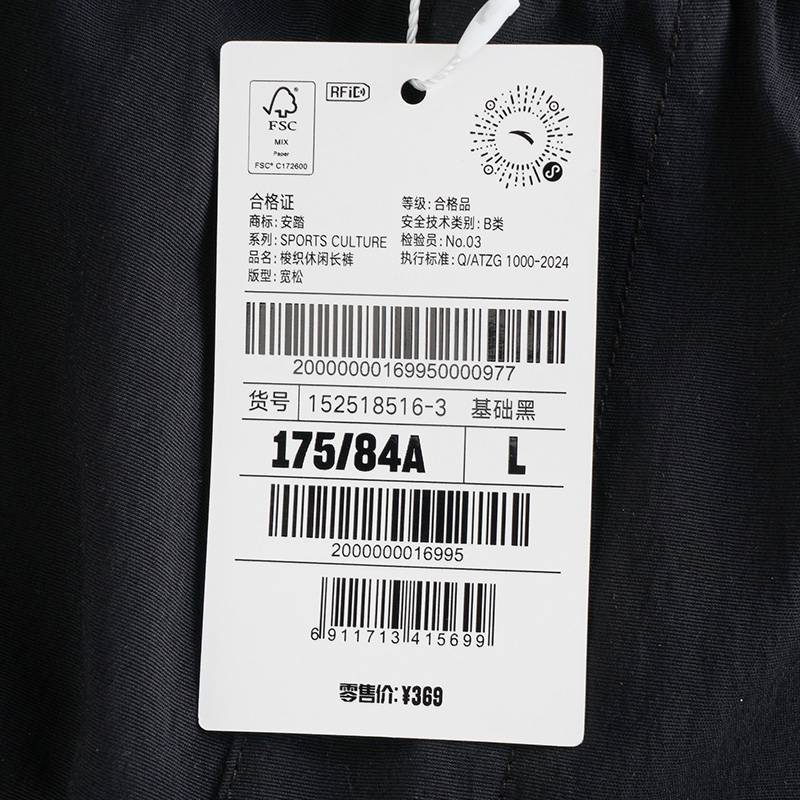 FSC
MIX
Paper
FSC® C172600
RFiD
合格证
商标: 安踏
系列: SPORTS CULTURE
品名: 梭织休闲长裤
版型: 宽松
等级: 合格品
安全技术类别: B类
检验员: No.03
执行标准: Q/ATZG 1000-2024
20000000169950000977
货号 152518516-3 基础黑
175/84A L
2000000016995
6 911713 415699
零售价: ¥369